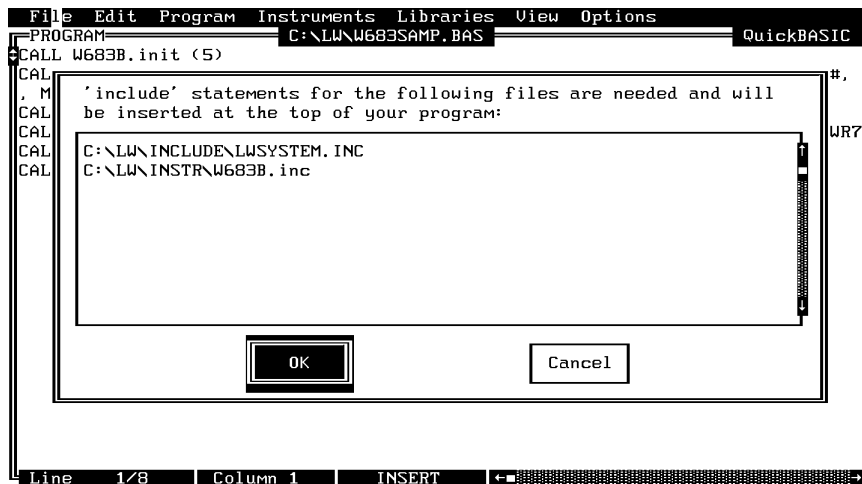 File Edit Program Instruments Libraries View Options
PROGRAM C:\LW\W683SAMP.BAS QuickBASIC
CALL W683B.init (5)
CAL #,
, M 'include' statements for the following files are needed and will
CAL be inserted at the top of your program:
CAL WR7
CAL C:\LW\INCLUDE\LWSYSTEM.INC
CAL C:\LW\INSTR\W683B.inc
OK Cancel
Line 1/8 Column 1 INSERT